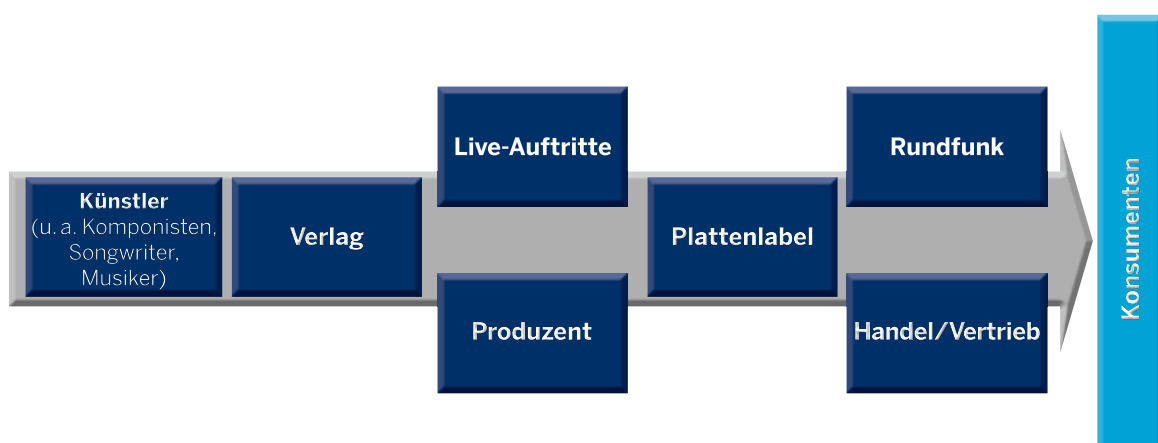 Künstler
(u. a. Komponisten,
Songwriter,
Musiker)
Verlag
Live-Auftritte
Produzent
Plattenlabel
Rundfunk
Handel/Vertrieb
Konsumenten